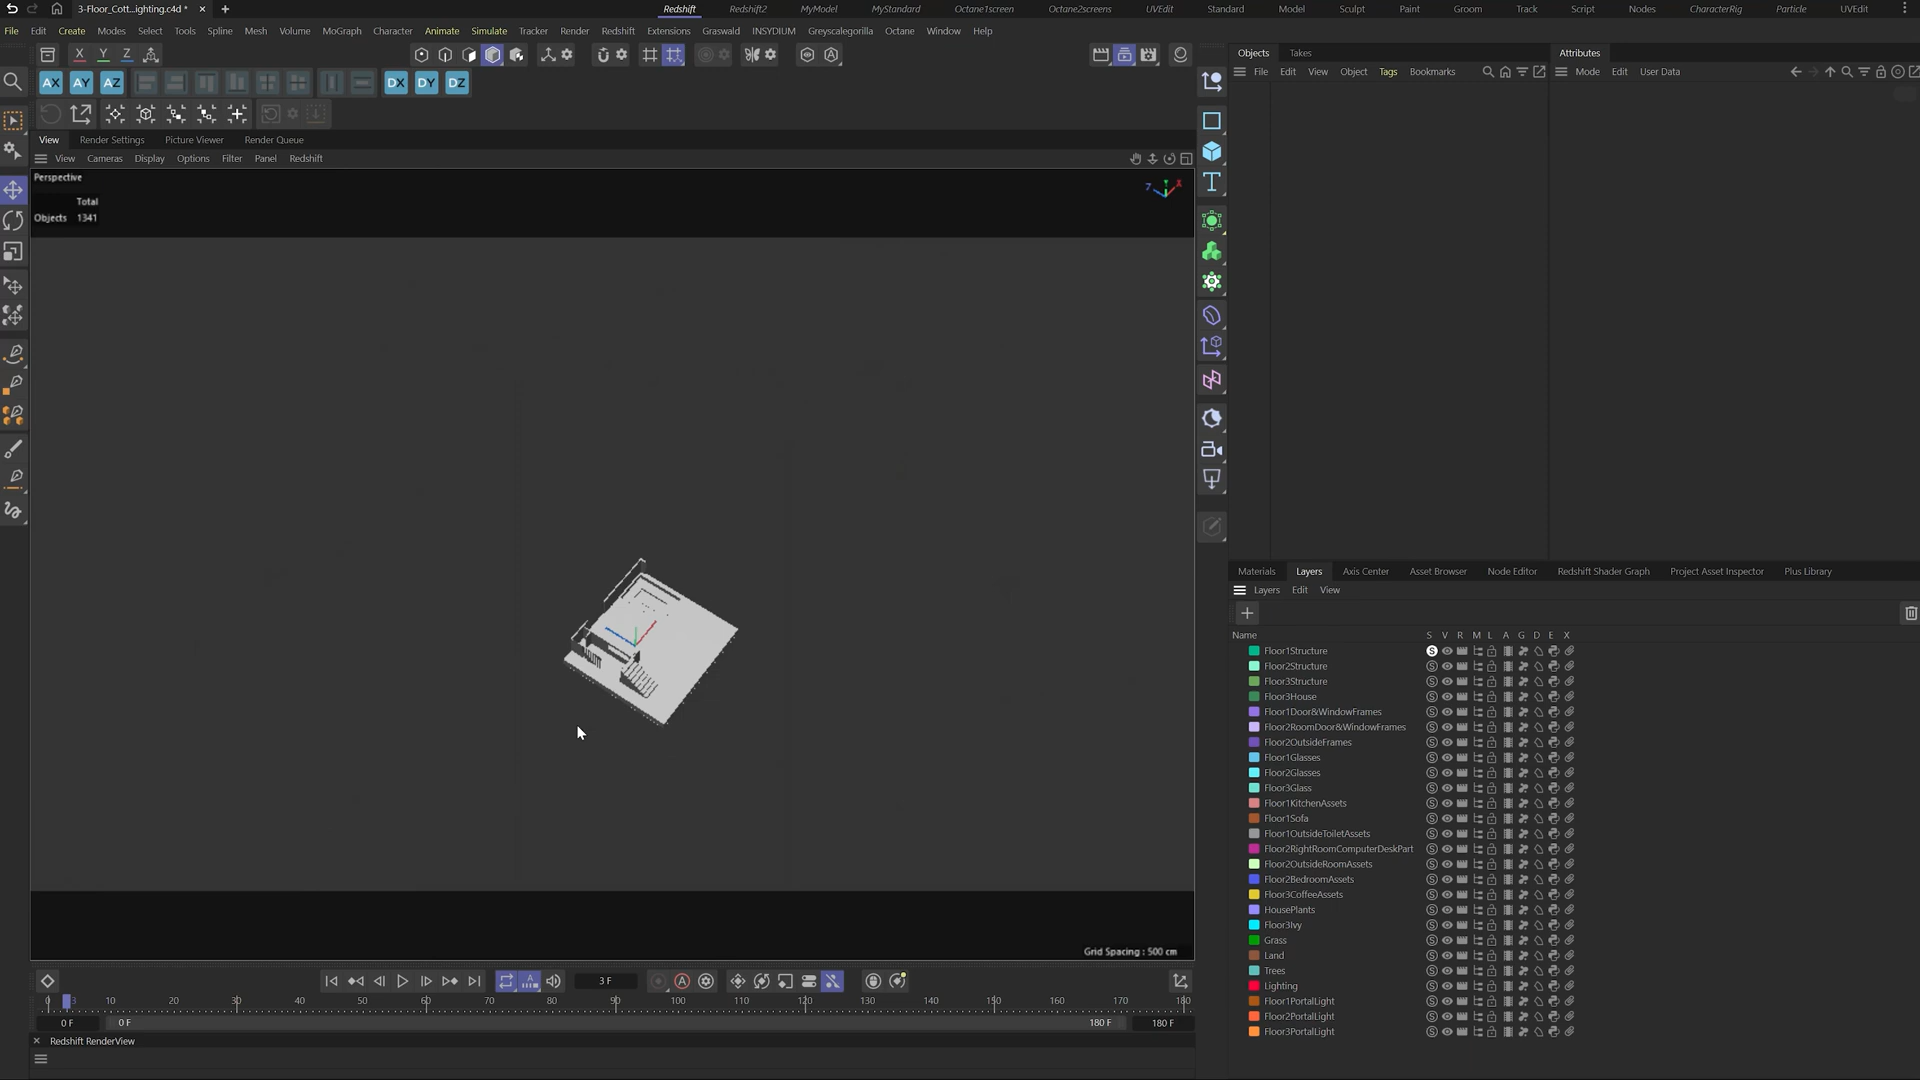 3-Floor_Cott...ighting.c4d *
Redshift Redshift2 MyModel MyStandard Octane1screen Octane2screens UVEdit Standard Model Sculpt Paint Groom Track Script Nodes CharacterRig Particle UVEdit
File Edit Create Modes Select Tools Spline Mesh Volume MoGraph Character Animate Simulate Tracker Render Redshift Extensions Graswald INSYDIUM Greyscalegorilla Octane Window Help
X Y Z
AX AY AZ DX DY DZ
View Render Settings Picture Viewer Render Queue
View Cameras Display Options Filter Panel Redshift
Perspective
Total
Objects 1341
Z Y X
Grid Spacing : 500 cm
3 F
0 3 10 20 30 40 50 60 70 80 90 100 110 120 130 140 150 160 170 180
0 F 0 F 180 F 180 F
Redshift RenderView
Objects Takes
File Edit View Object Tags Bookmarks
Attributes
Mode Edit User Data
Materials Layers Axis Center Asset Browser Node Editor Redshift Shader Graph Project Asset Inspector Plus Library
Layers Edit View
Name S V R M L A G D E X
Floor1Structure
Floor2Structure
Floor3Structure
Floor3House
Floor1Door&WindowFrames
Floor2RoomDoor&WindowFrames
Floor2OutsideFrames
Floor1Glasses
Floor2Glasses
Floor3Glass
Floor1KitchenAssets
Floor1Sofa
Floor1OutsideToiletAssets
Floor2RightRoomComputerDeskPart
Floor2OutsideRoomAssets
Floor2BedroomAssets
Floor3CoffeeAssets
HousePlants
Floor3Ivy
Grass
Land
Trees
Lighting
Floor1PortalLight
Floor2PortalLight
Floor3PortalLight